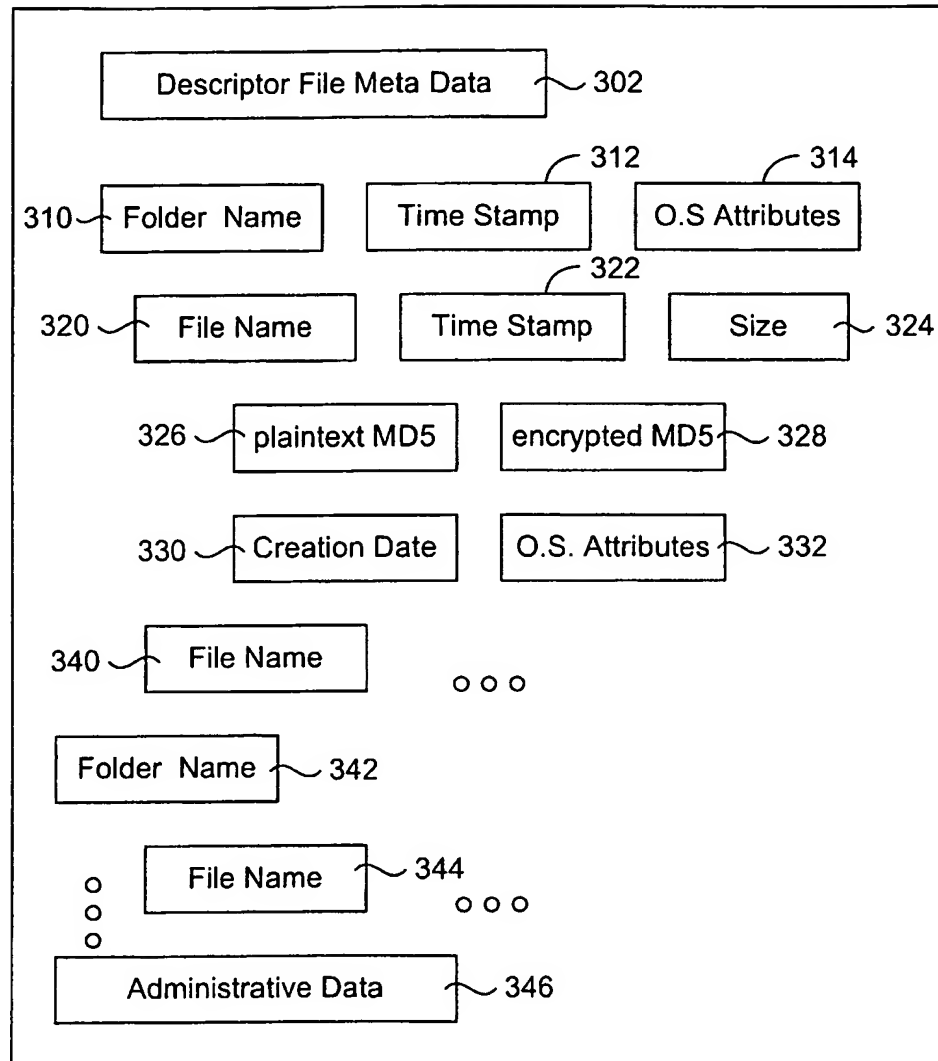 Descriptor File Meta Data 302
312 314
310 Folder Name Time Stamp O.S Attributes
322
320 File Name Time Stamp Size 324
326 plaintext MD5 encrypted MD5 328
330 Creation Date O.S. Attributes 332
340 File Name
Folder Name 342
File Name 344
Administrative Data 346